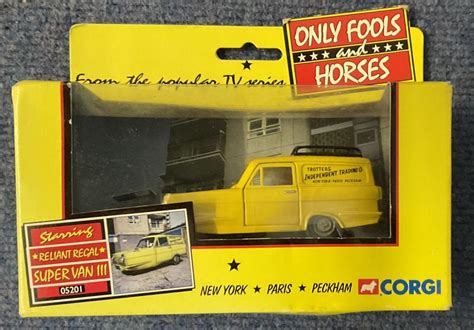 ONLY FOOLS
and
HORSES
From the popular TV series
TROTTERS
INDEPENDENT TRADING Co
NEW YORK PARIS PECKHAM
Starring
RELIANT REGAL
SUPER VAN III
05201
NEW YORK ★ PARIS ★ PECKHAM
CORGI